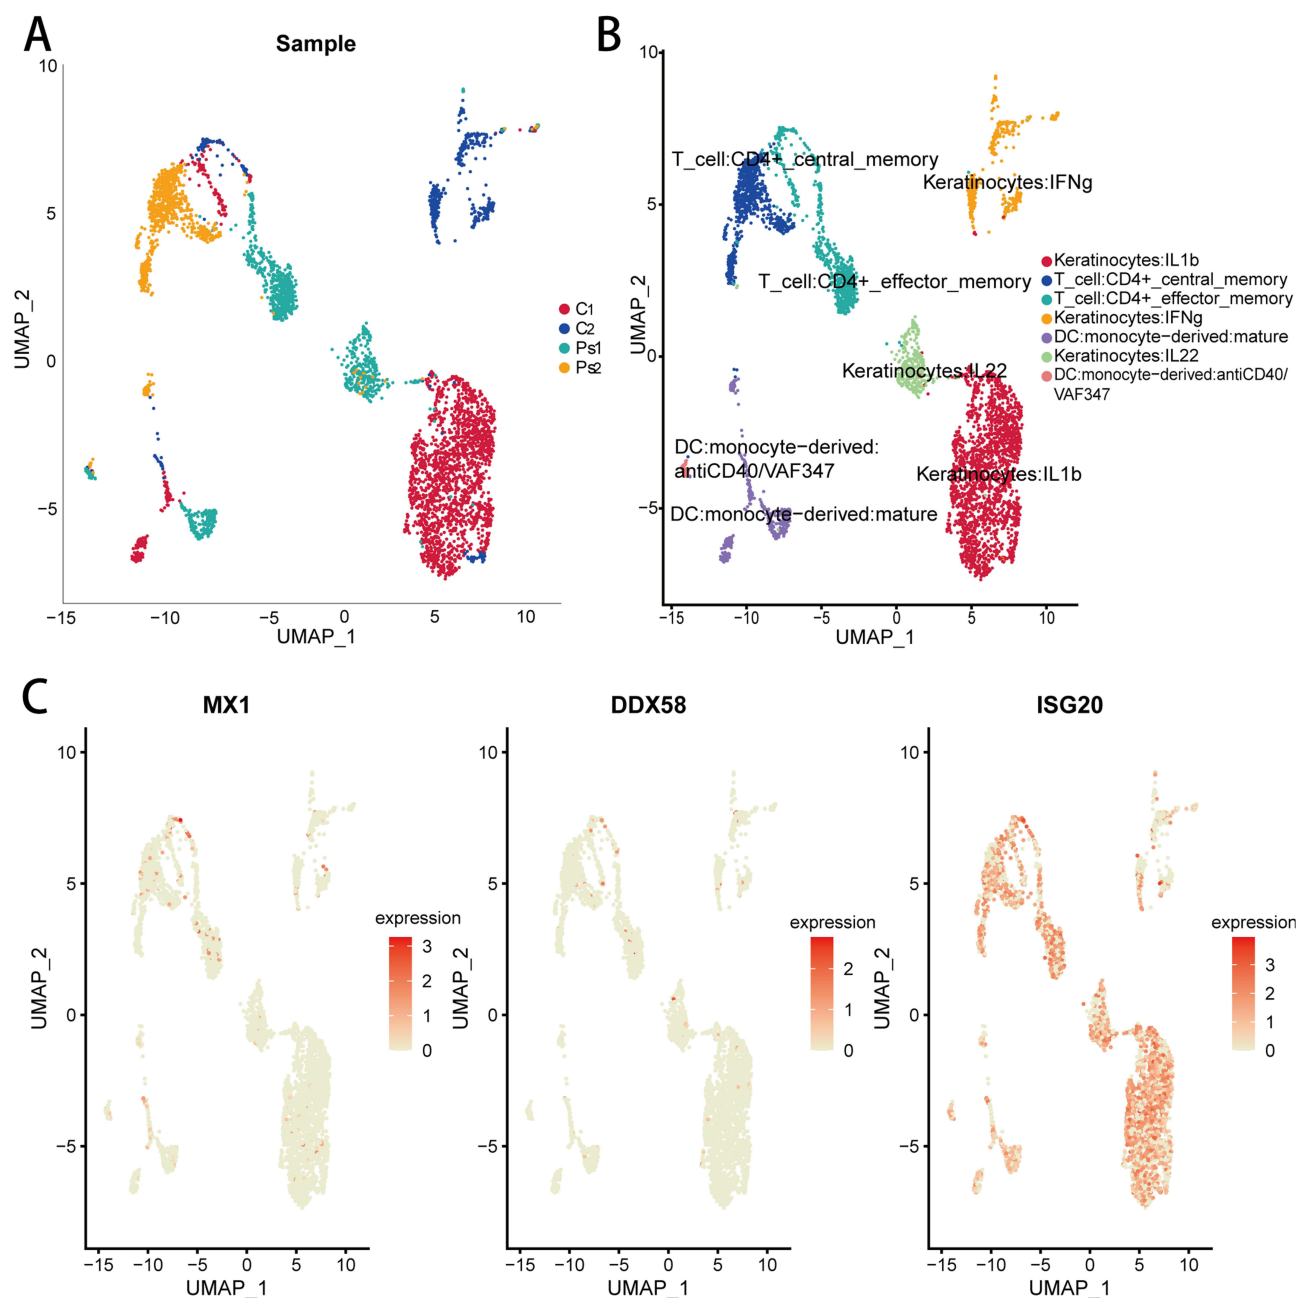 A
Sample
10
5
0
−5
−15
−10
−5
0
5
10
UMAP_1
UMAP_2
C1
C2
Ps1
Ps2
B
10
5
0
−5
−15
−10
−5
0
5
10
UMAP_1
UMAP_2
T_cell:CD4+_central_memory
Keratinocytes:IFNg
T_cell:CD4+_effector_memory
Keratinocytes:IL22
DC:monocyte−derived:
antiCD40/VAF347
Keratinocytes:IL1b
DC:monocyte−derived:mature
Keratinocytes:IL1b
T_cell:CD4+_central_memory
T_cell:CD4+_effector_memory
Keratinocytes:IFNg
DC:monocyte-derived:mature
Keratinocytes:IL22
DC:monocyte-derived:antiCD40/
VAF347
C
MX1
10
5
0
−5
−15
−10
−5
0
5
10
UMAP_1
UMAP_2
expression
3
2
1
0
DDX58
10
5
0
−5
−15
−10
−5
0
5
10
UMAP_1
UMAP_2
expression
2
1
0
ISG20
10
5
0
−5
−15
−10
−5
0
5
10
UMAP_1
UMAP_2
expression
3
2
1
0